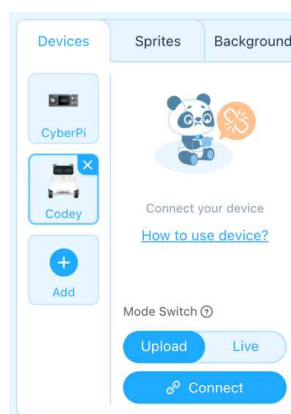 Devices
Sprites
Background
CyberPi
Codey
Add
Connect your device
How to use device?
Mode Switch
Upload
Live
Connect